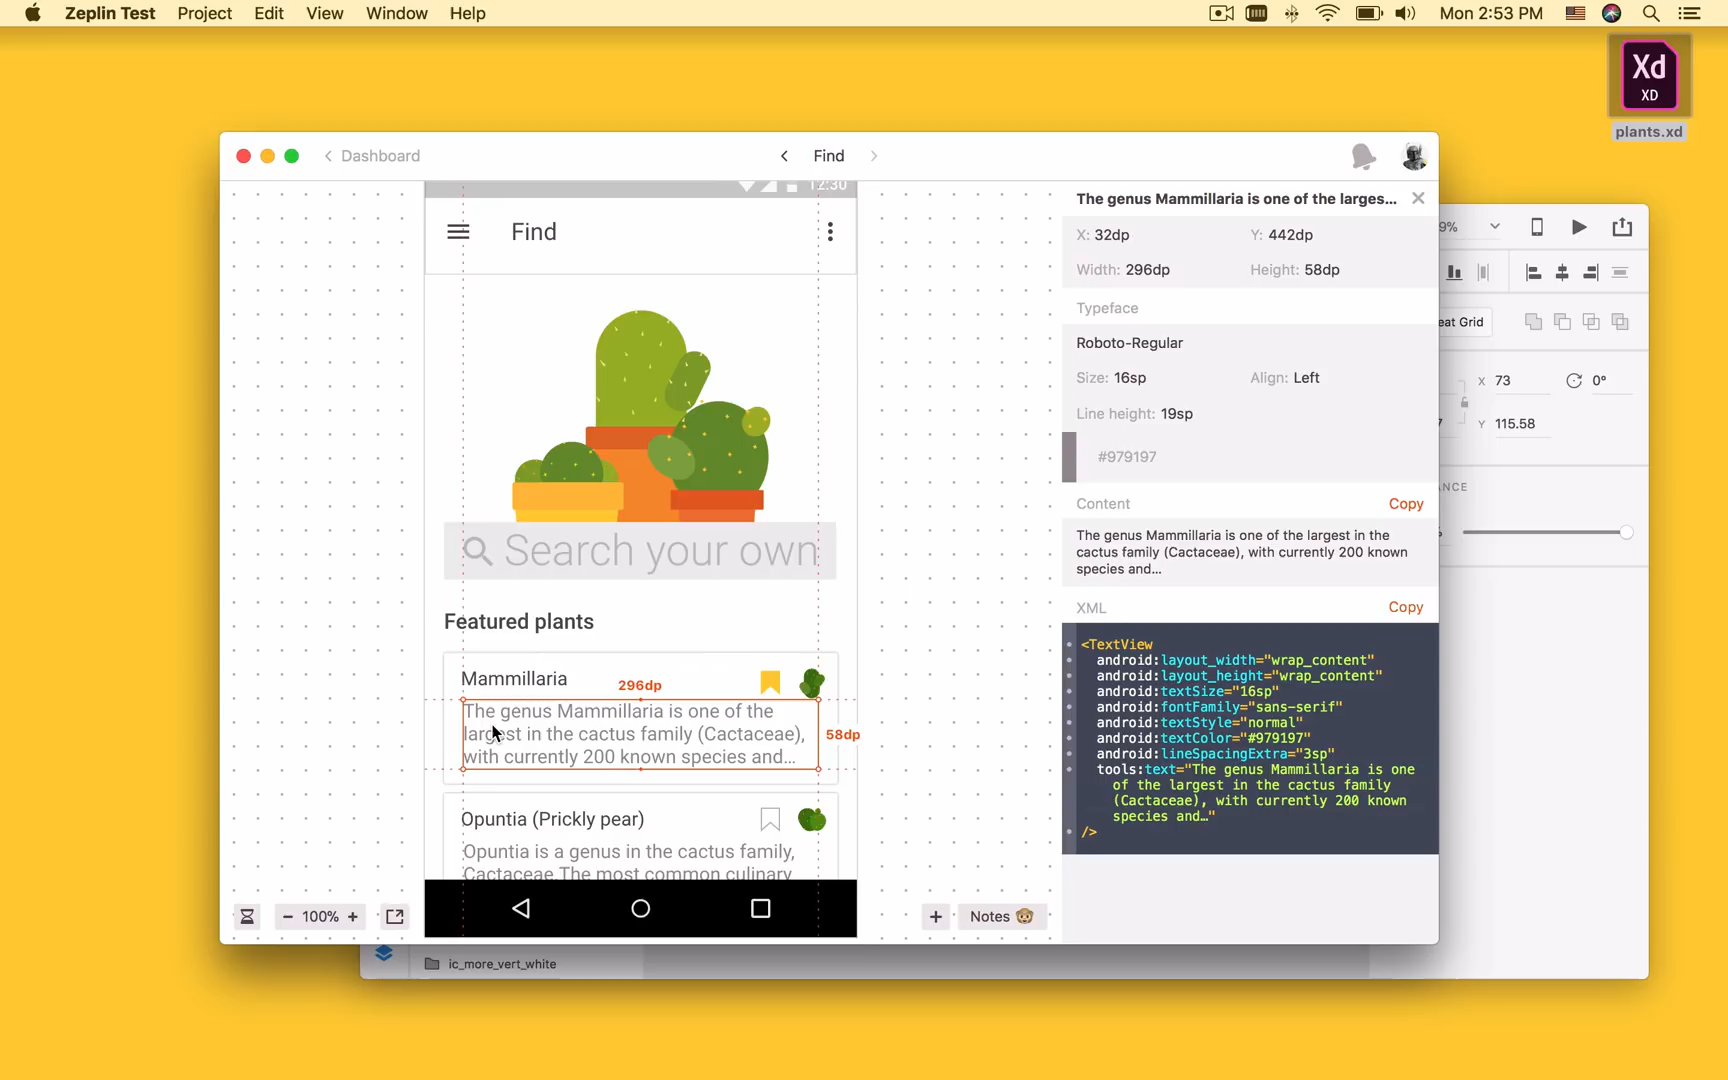 Zeplin Test Project Edit View Window Help
Mon 2:53 PM
Xd
XD
plants.xd
Dashboard
Find
12:30
Find
Search your own
Featured plants
Mammillaria
296dp
The genus Mammillaria is one of the
largest in the cactus family (Cactaceae),
with currently 200 known species and...
58dp
Opuntia (Prickly pear)
Opuntia is a genus in the cactus family,
Cactaceae.The most common culinary
100%
Notes
The genus Mammillaria is one of the larges...
X: 32dp
Y: 442dp
Width: 296dp
Height: 58dp
Typeface
Roboto-Regular
Size: 16sp
Align: Left
Line height: 19sp
#979197
Content
Copy
The genus Mammillaria is one of the largest in the
cactus family (Cactaceae), with currently 200 known
species and...
XML
Copy
<TextView
android:layout_width="wrap_content"
android:layout_height="wrap_content"
android:textSize="16sp"
android:fontFamily="sans-serif"
android:textStyle="normal"
android:textColor="#979197"
android:lineSpacingExtra="3sp"
tools:text="The genus Mammillaria is one
of the largest in the cactus family
(Cactaceae), with currently 200 known
species and…"
/>
9%
eat Grid
X 73
0°
7
Y 115.58
ANCE
ic_more_vert_white